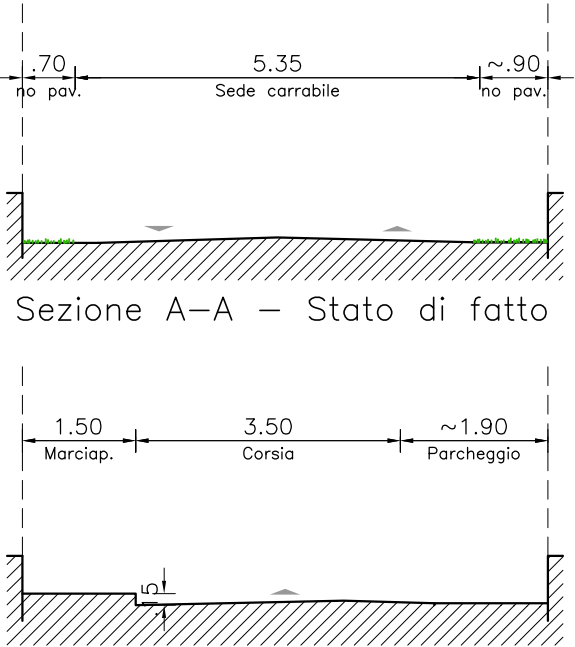 .70 5.35 ~.90
no pav. Sede carrabile no pav.
Sezione A-A - Stato di fatto
1.50 3.50 ~1.90
Marciap. Corsia Parcheggio
.15